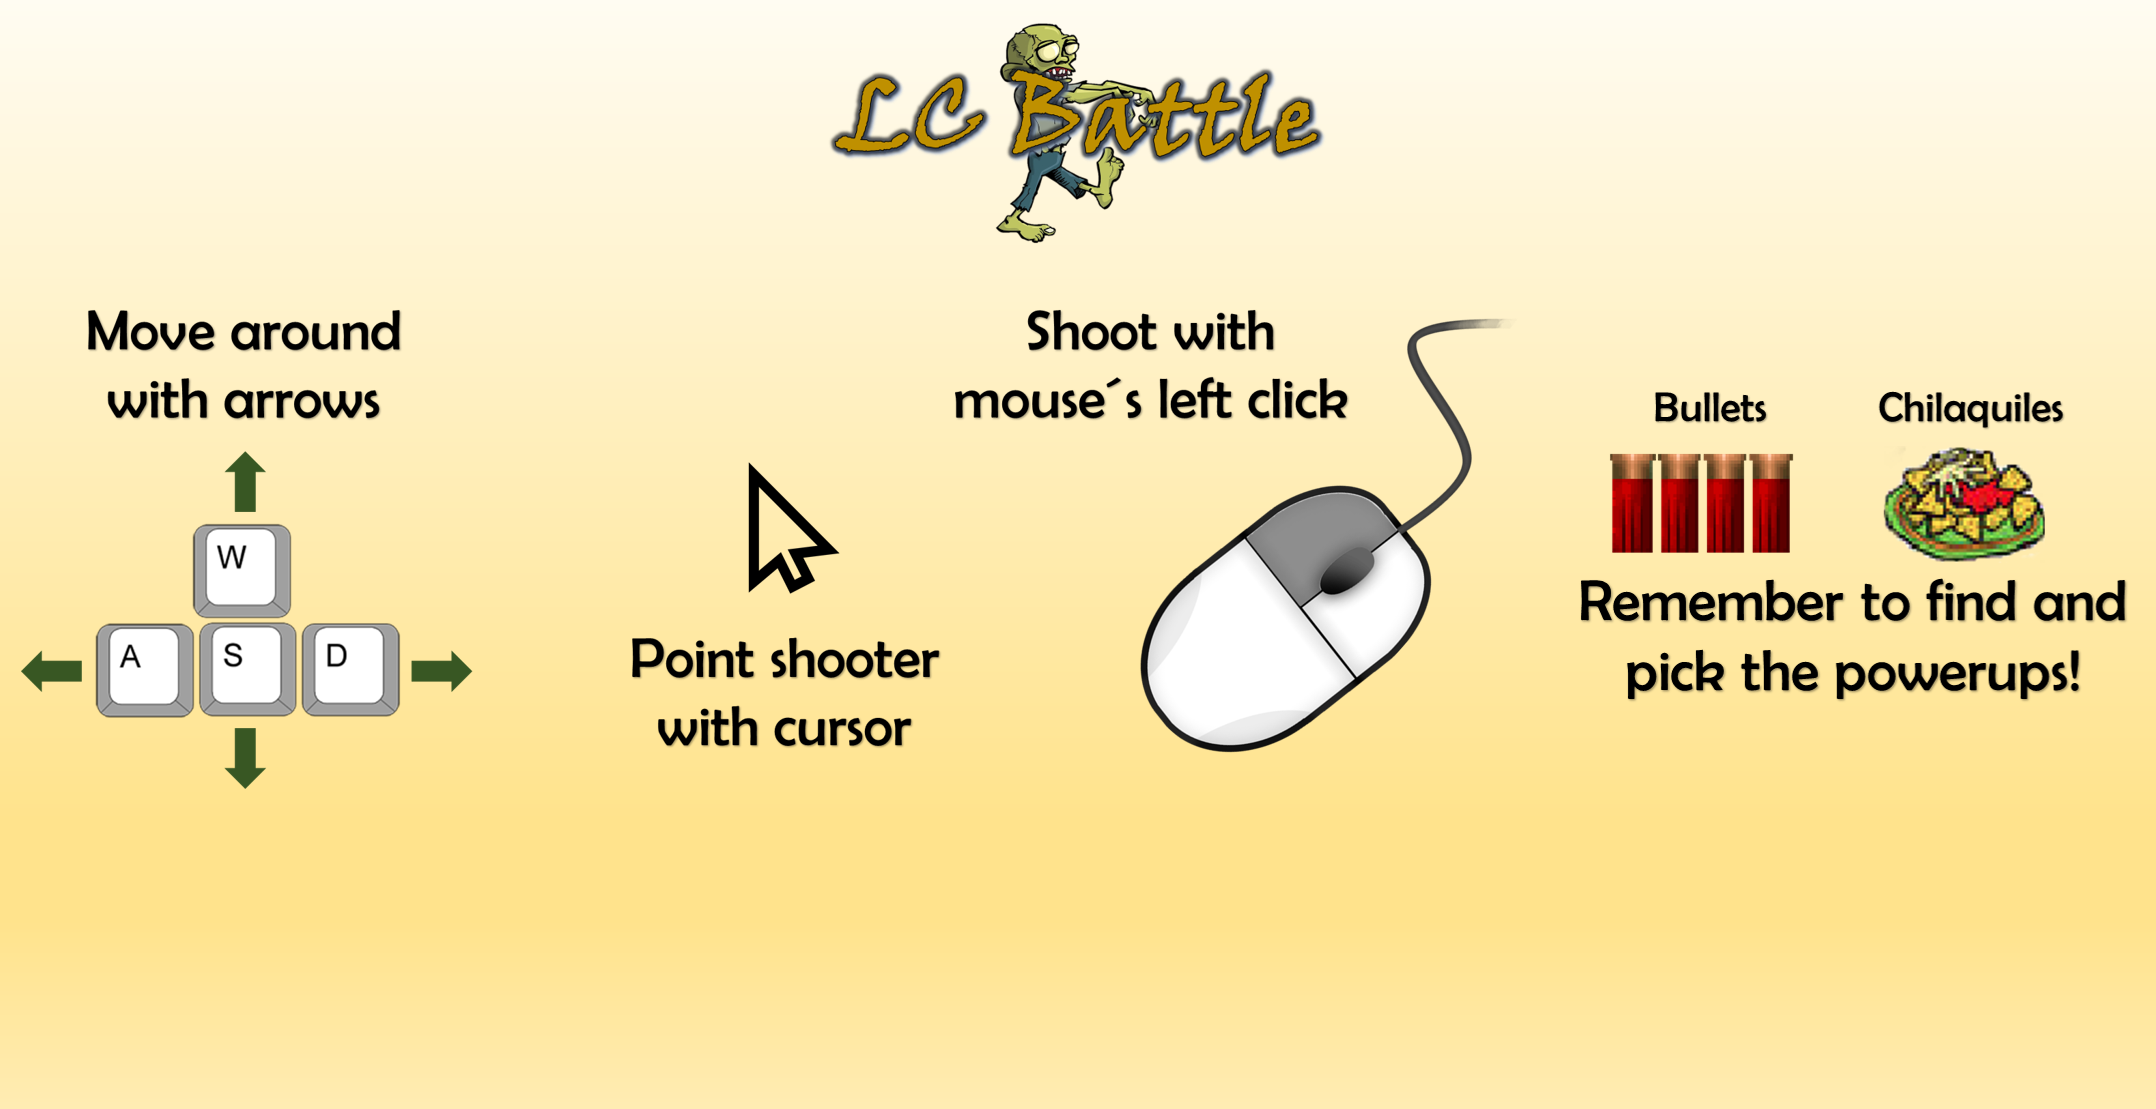 LC Battle
Move around
with arrows
W
A S D
Point shooter
with cursor
Shoot with
mouse´s left click
Bullets
Chilaquiles
Remember to find and
pick the powerups!